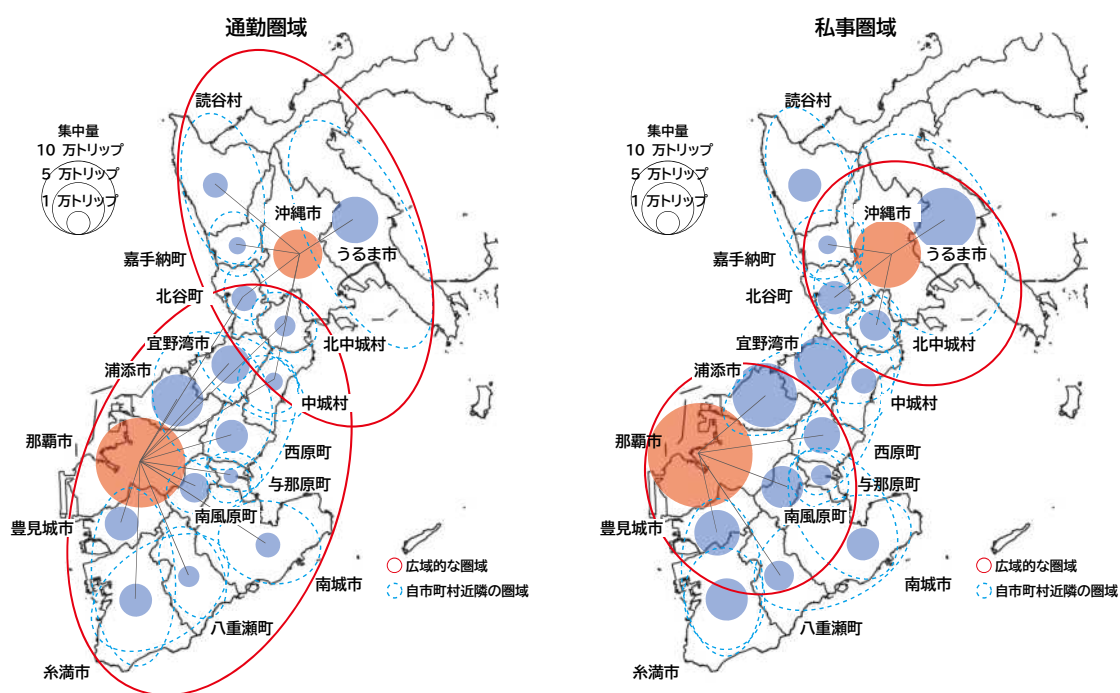 通勤圏域
読谷村
集中量
10 万トリップ
5 万トリップ
1 万トリップ
沖縄市
うるま市
嘉手納町
北谷町
北中城村
宜野湾市
浦添市
中城村
那覇市
西原町
与那原町
南風原町
豊見城市
広域的な圏域
南城市
自市町村近隣の圏域
八重瀬町
糸満市
私事圏域
読谷村
集中量
10 万トリップ
5 万トリップ
1 万トリップ
沖縄市
うるま市
嘉手納町
北谷町
北中城村
宜野湾市
浦添市
中城村
那覇市
西原町
与那原町
南風原町
豊見城市
広域的な圏域
南城市
自市町村近隣の圏域
八重瀬町
糸満市